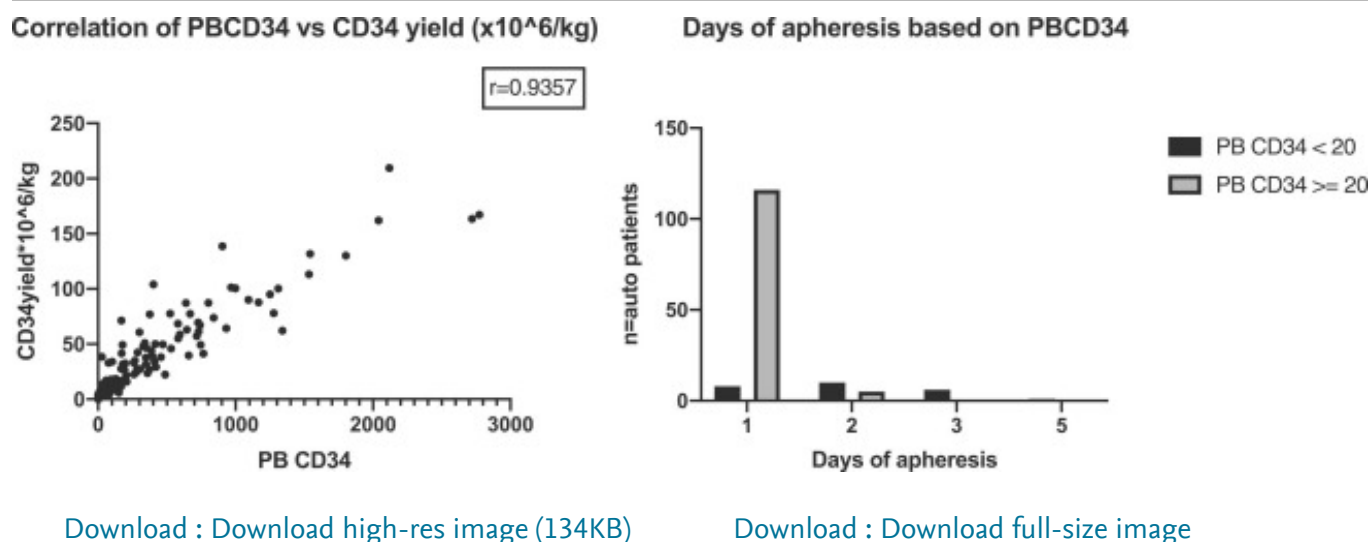 Correlation of PBCD34 vs CD34 yield (x10^6/kg)
r=0.9357
CD34yield*10^6/kg
250
200
150
100
50
0
0 1000 2000 3000
PB CD34
Days of apheresis based on PBCD34
n=auto patients
150
100
50
0
1 2 3 5
Days of apheresis
PB CD34 < 20
PB CD34 >= 20
Download : Download high-res image (134KB)
Download : Download full-size image